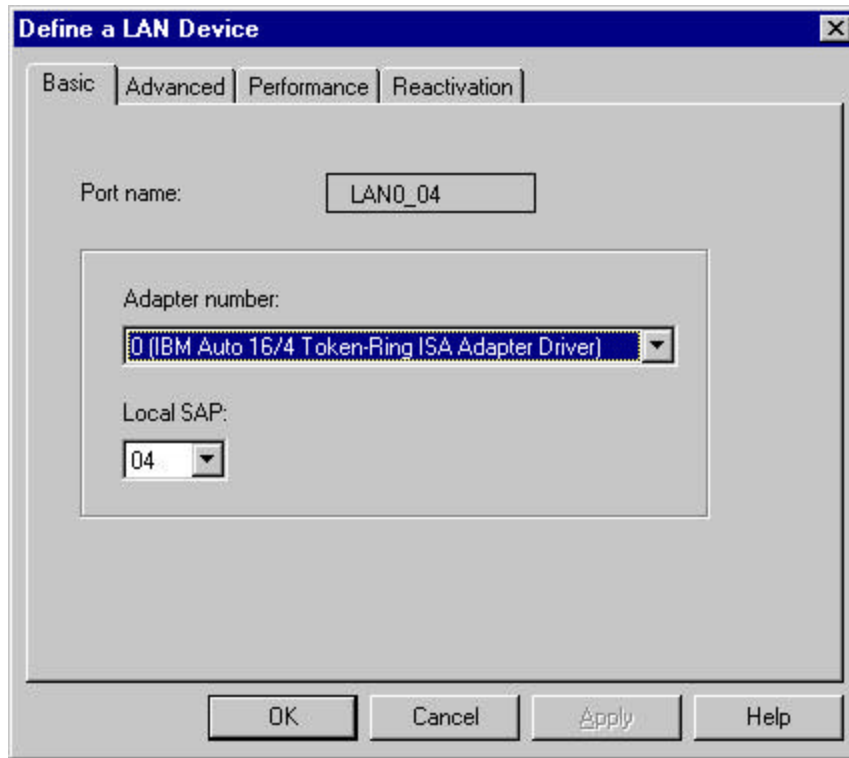 Define a LAN Device
Basic Advanced Performance Reactivation
Port name: LAN0_04
Adapter number:
0 (IBM Auto 16/4 Token-Ring ISA Adapter Driver)
Local SAP:
04
OK Cancel Apply Help